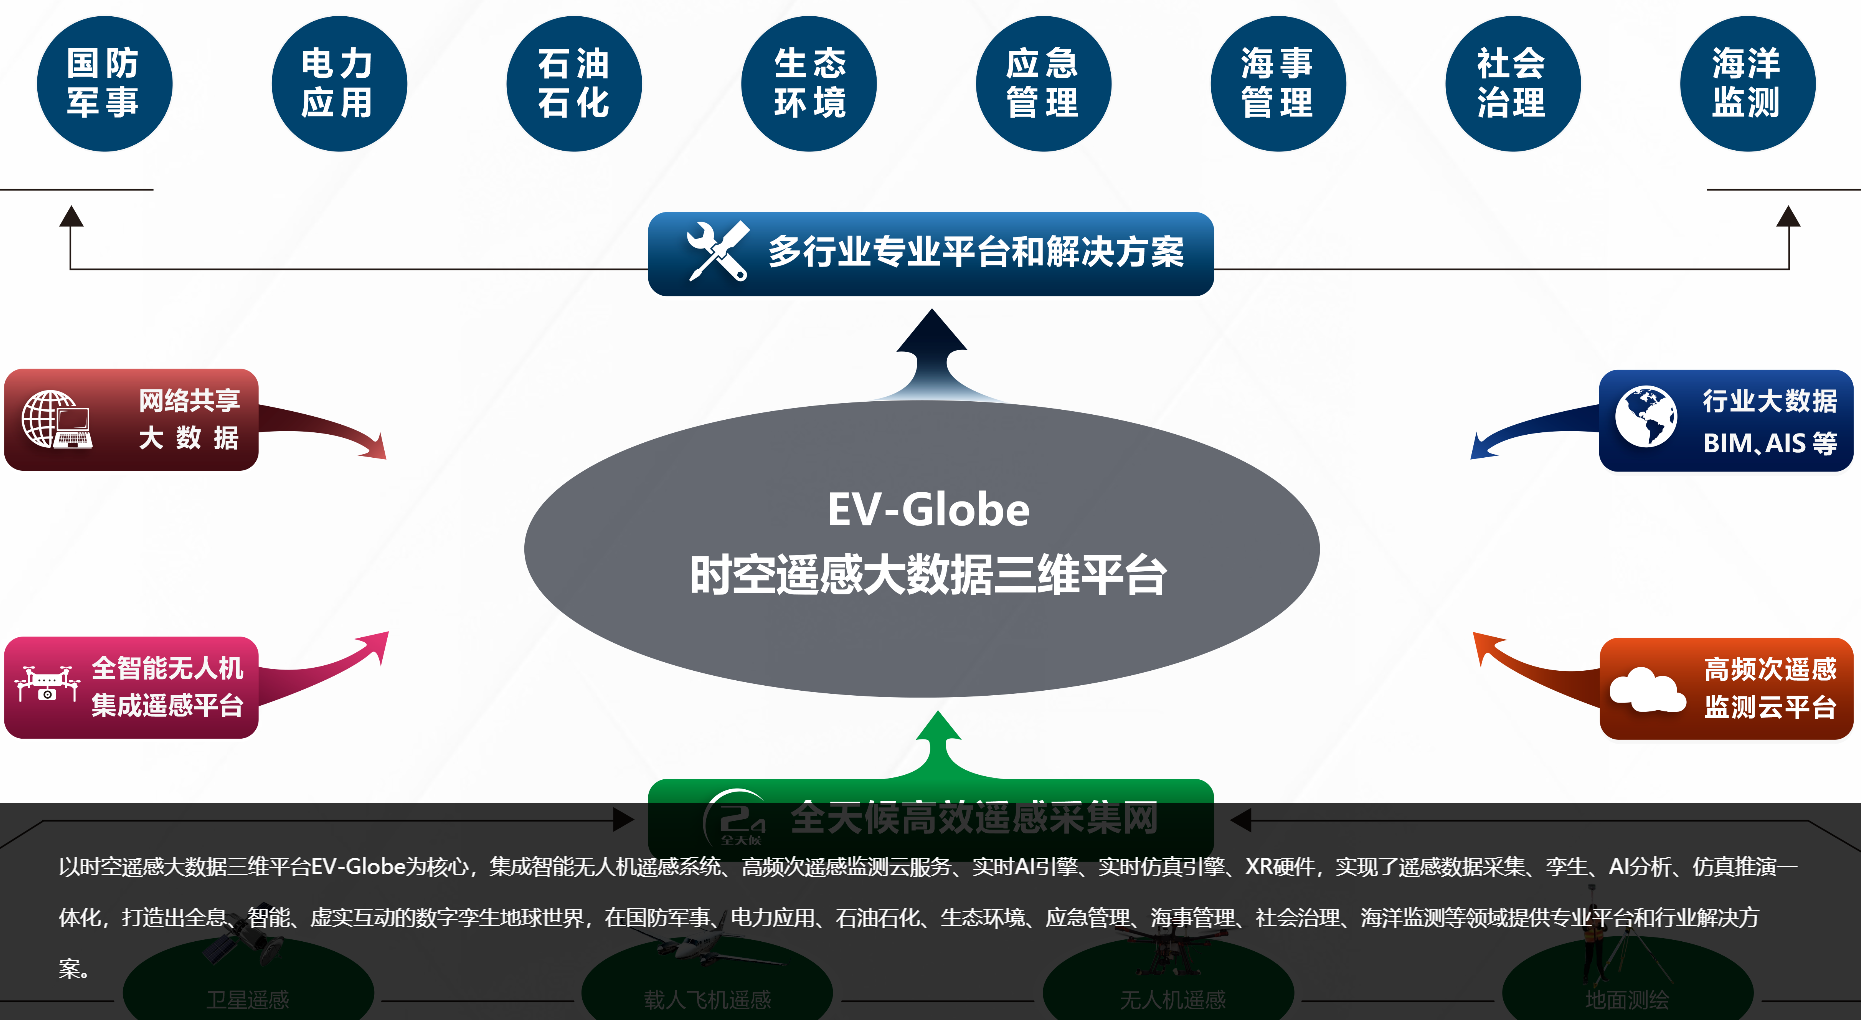 国防
军事
电力
应用
石油
石化
生态
环境
应急
管理
海事
管理
社会
治理
海洋
监测
多行业专业平台和解决方案
网络共享
大数据
行业大数据
BIM、AIS 等
EV-Globe
时空遥感大数据三维平台
全智能无人机
集成遥感平台
高频次遥感
监测云平台
24
全天候
全天候高效遥感采集网
以时空遥感大数据三维平台EV-Globe为核心，集成智能无人机遥感系统、高频次遥感监测云服务、实时AI引擎、实时仿真引擎、XR硬件，实现了遥感数据采集、孪生、AI分析、仿真推演一
体化，打造出全息、智能、虚实互动的数字孪生地球世界，在国防军事、电力应用、石油石化、生态环境、应急管理、海事管理、社会治理、海洋监测等领域提供专业平台和行业解决方
案。
卫星遥感
载人飞机遥感
无人机遥感
地面测绘